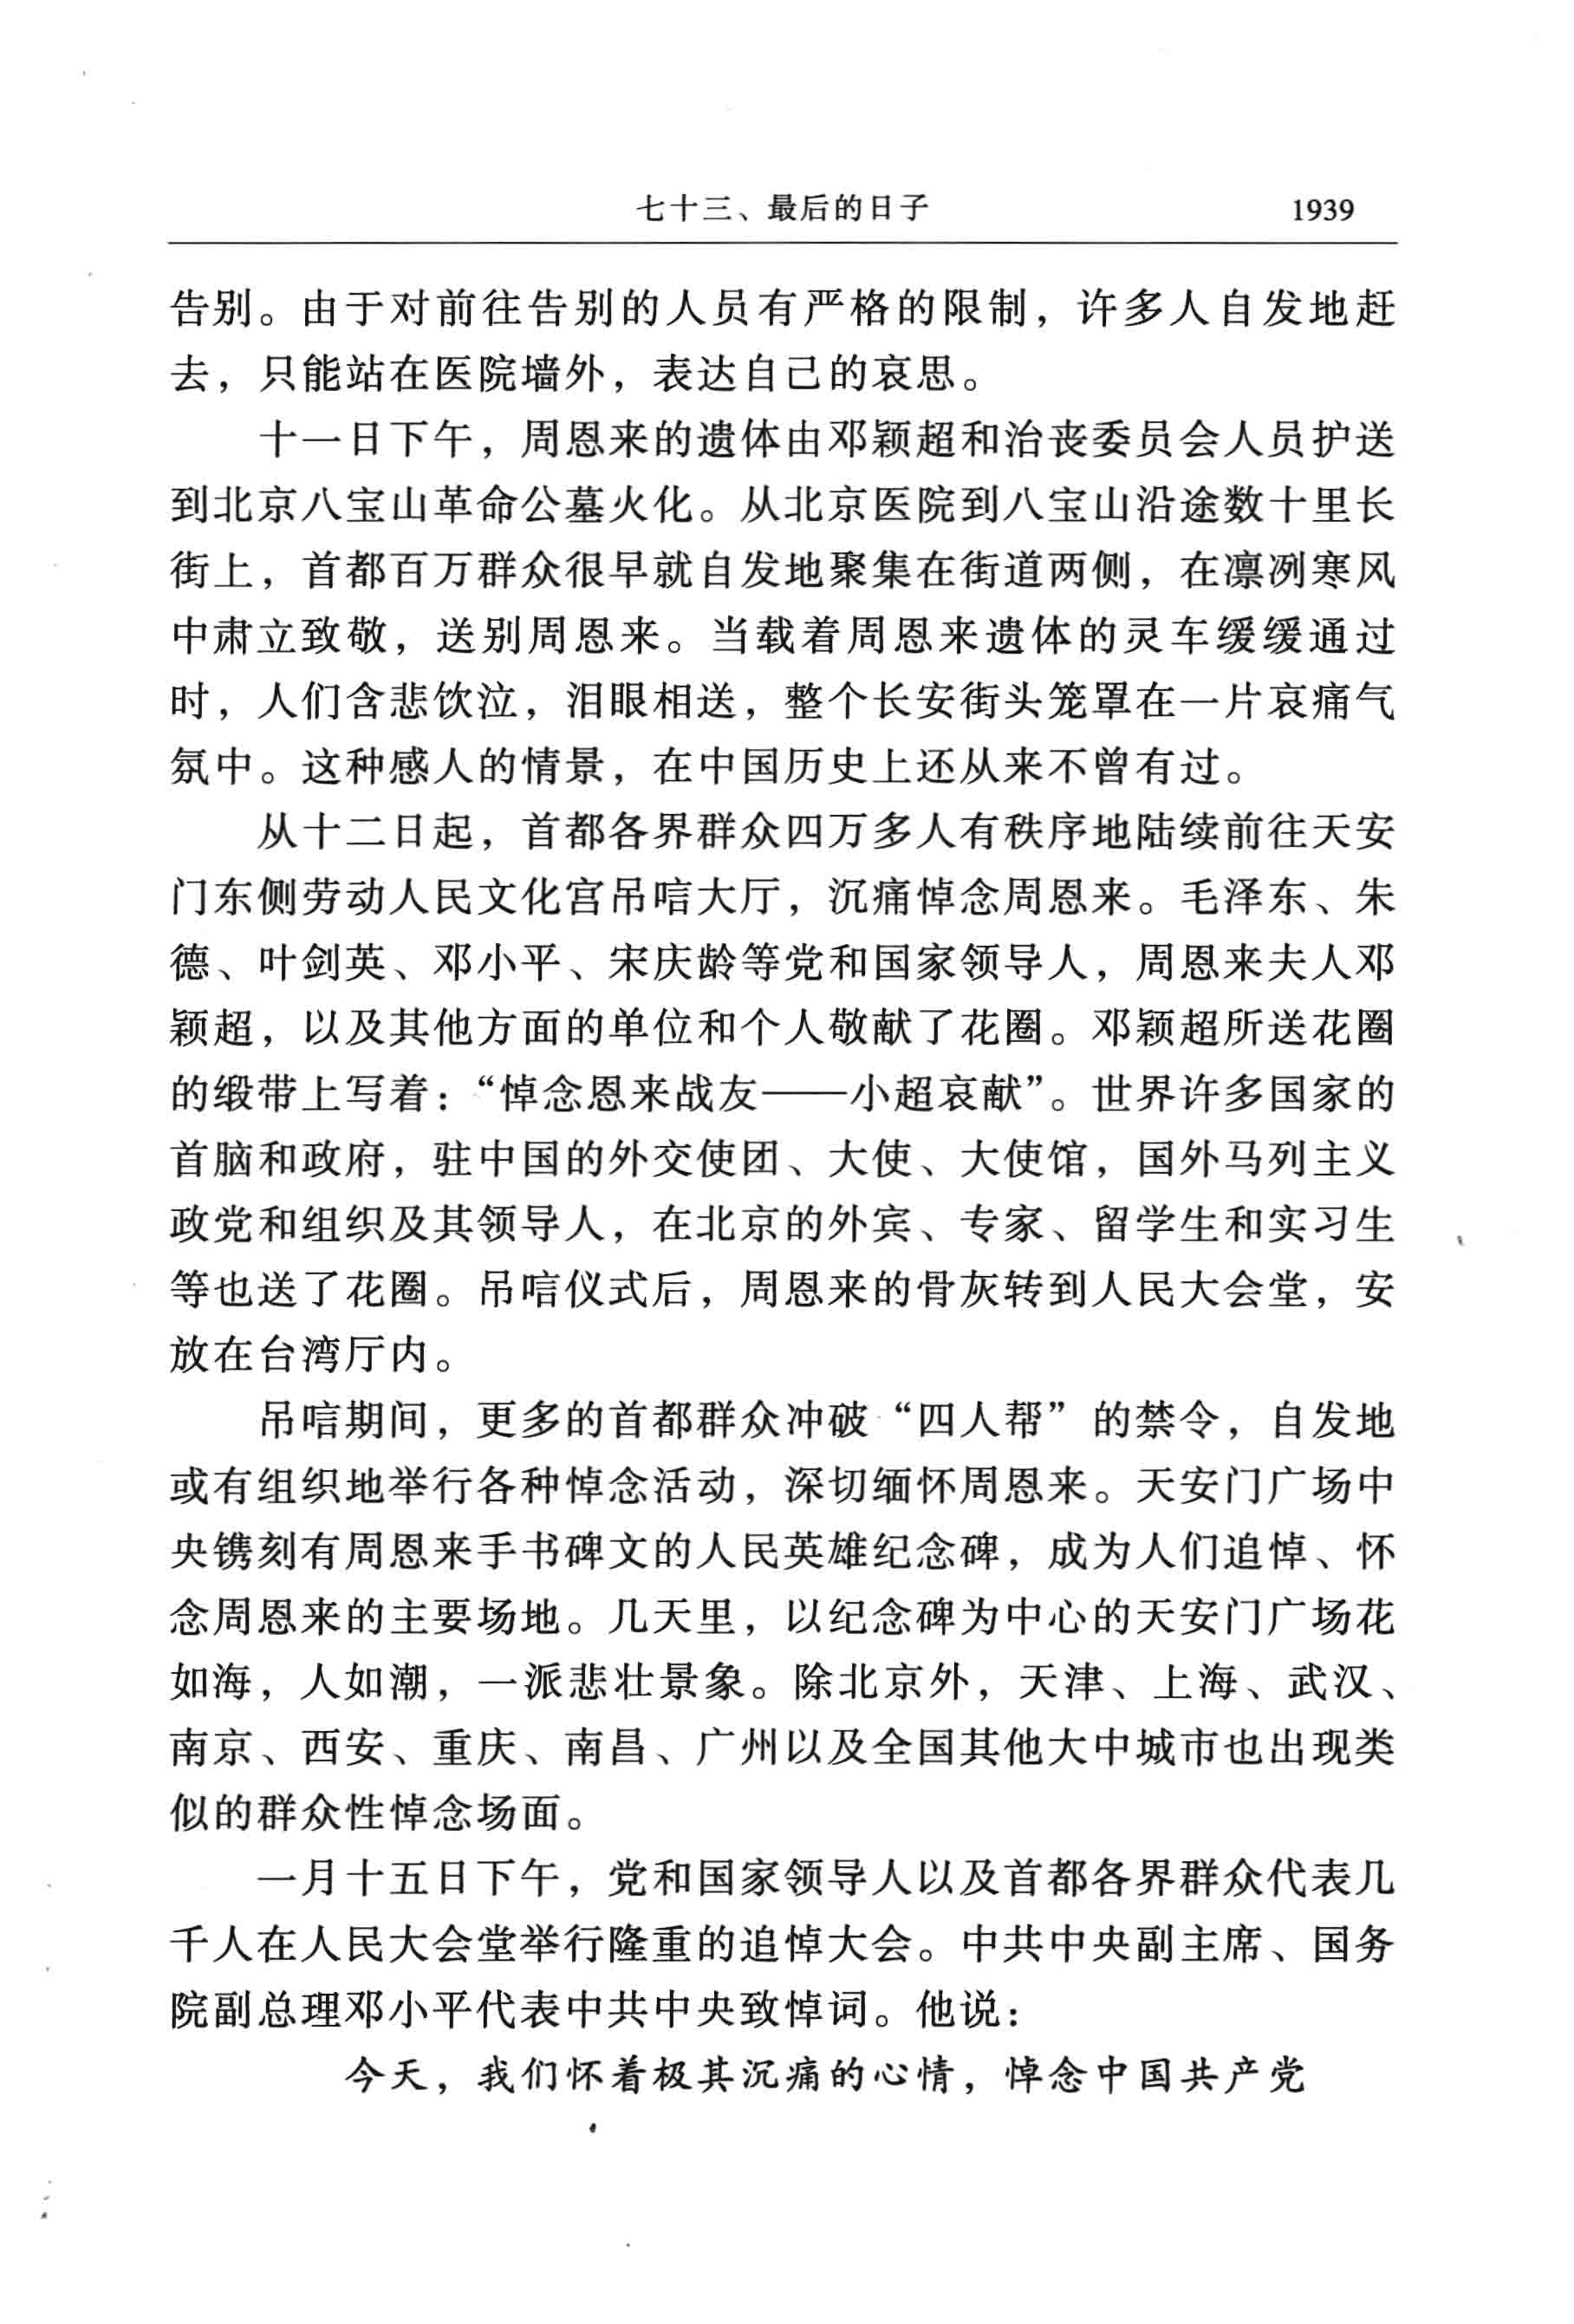 七十三、最后的日子 1939
告别。由于对前往告别的人员有严格的限制，许多人自发地赶
去，只能站在医院墙外，表达自己的哀思。
十一日下午，周恩来的遗体由邓颖超和治丧委员会人员护送
到北京八宝山革命公墓火化。从北京医院到八宝山沿途数十里长
街上，首都百万群众很早就自发地聚集在街道两侧，在凛冽寒风
中肃立致敬，送别周恩来。当载着周恩来遗体的灵车缓缓通过
时，人们含悲饮泣，泪眼相送，整个长安街头笼罩在一片哀痛气
氛中。这种感人的情景，在中国历史上还从来不曾有过。
从十二日起，首都各界群众四万多人有秩序地陆续前往天安
门东侧劳动人民文化宫吊唁大厅，沉痛悼念周恩来。毛泽东、朱
德、叶剑英、邓小平、宋庆龄等党和国家领导人，周恩来夫人邓
颖超，以及其他方面的单位和个人敬献了花圈。邓颖超所送花圈
的缎带上写着：“悼念恩来战友——小超哀献”。世界许多国家的
首脑和政府，驻中国的外交使团、大使、大使馆，国外马列主义
政党和组织及其领导人，在北京的外宾、专家、留学生和实习生
等也送了花圈。吊唁仪式后，周恩来的骨灰转到人民大会堂，安
放在台湾厅内。
吊唁期间，更多的首都群众冲破“四人帮”的禁令，自发地
或有组织地举行各种悼念活动，深切缅怀周恩来。天安门广场中
央镌刻有周恩来手书碑文的人民英雄纪念碑，成为人们追悼、怀
念周恩来的主要场地。几天里，以纪念碑为中心的天安门广场花
如海，人如潮，一派悲壮景象。除北京外，天津、上海、武汉、
南京、西安、重庆、南昌、广州以及全国其他大中城市也出现类
似的群众性悼念场面。
一月十五日下午，党和国家领导人以及首都各界群众代表几
千人在人民大会堂举行隆重的追悼大会。中共中央副主席、国务
院副总理邓小平代表中共中央致悼词。他说：
今天，我们怀着极其沉痛的心情，悼念中国共产党